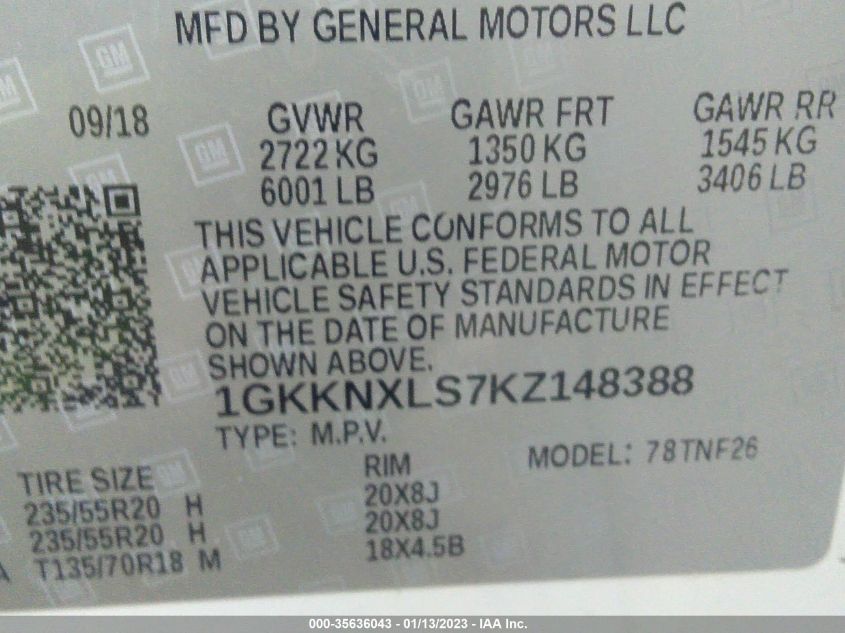 MFD BY GENERAL MOTORS LLC
09/18 GVWR GAWR FRT GAWR RR
2722 KG 1350 KG 1545 KG
6001 LB 2976 LB 3406 LB
THIS VEHICLE CONFORMS TO ALL
APPLICABLE U.S. FEDERAL MOTOR
VEHICLE SAFETY STANDARDS IN EFFECT
ON THE DATE OF MANUFACTURE
SHOWN ABOVE.
1GKKNXLS7KZ148388
TYPE: M.P.V. MODEL: 78TNF26
TIRE SIZE RIM
235/55R20 H 20X8J
235/55R20 H 20X8J
A T135/70R18 M 18X4.5B
000-35636043 - 01/13/2023 - IAA Inc.